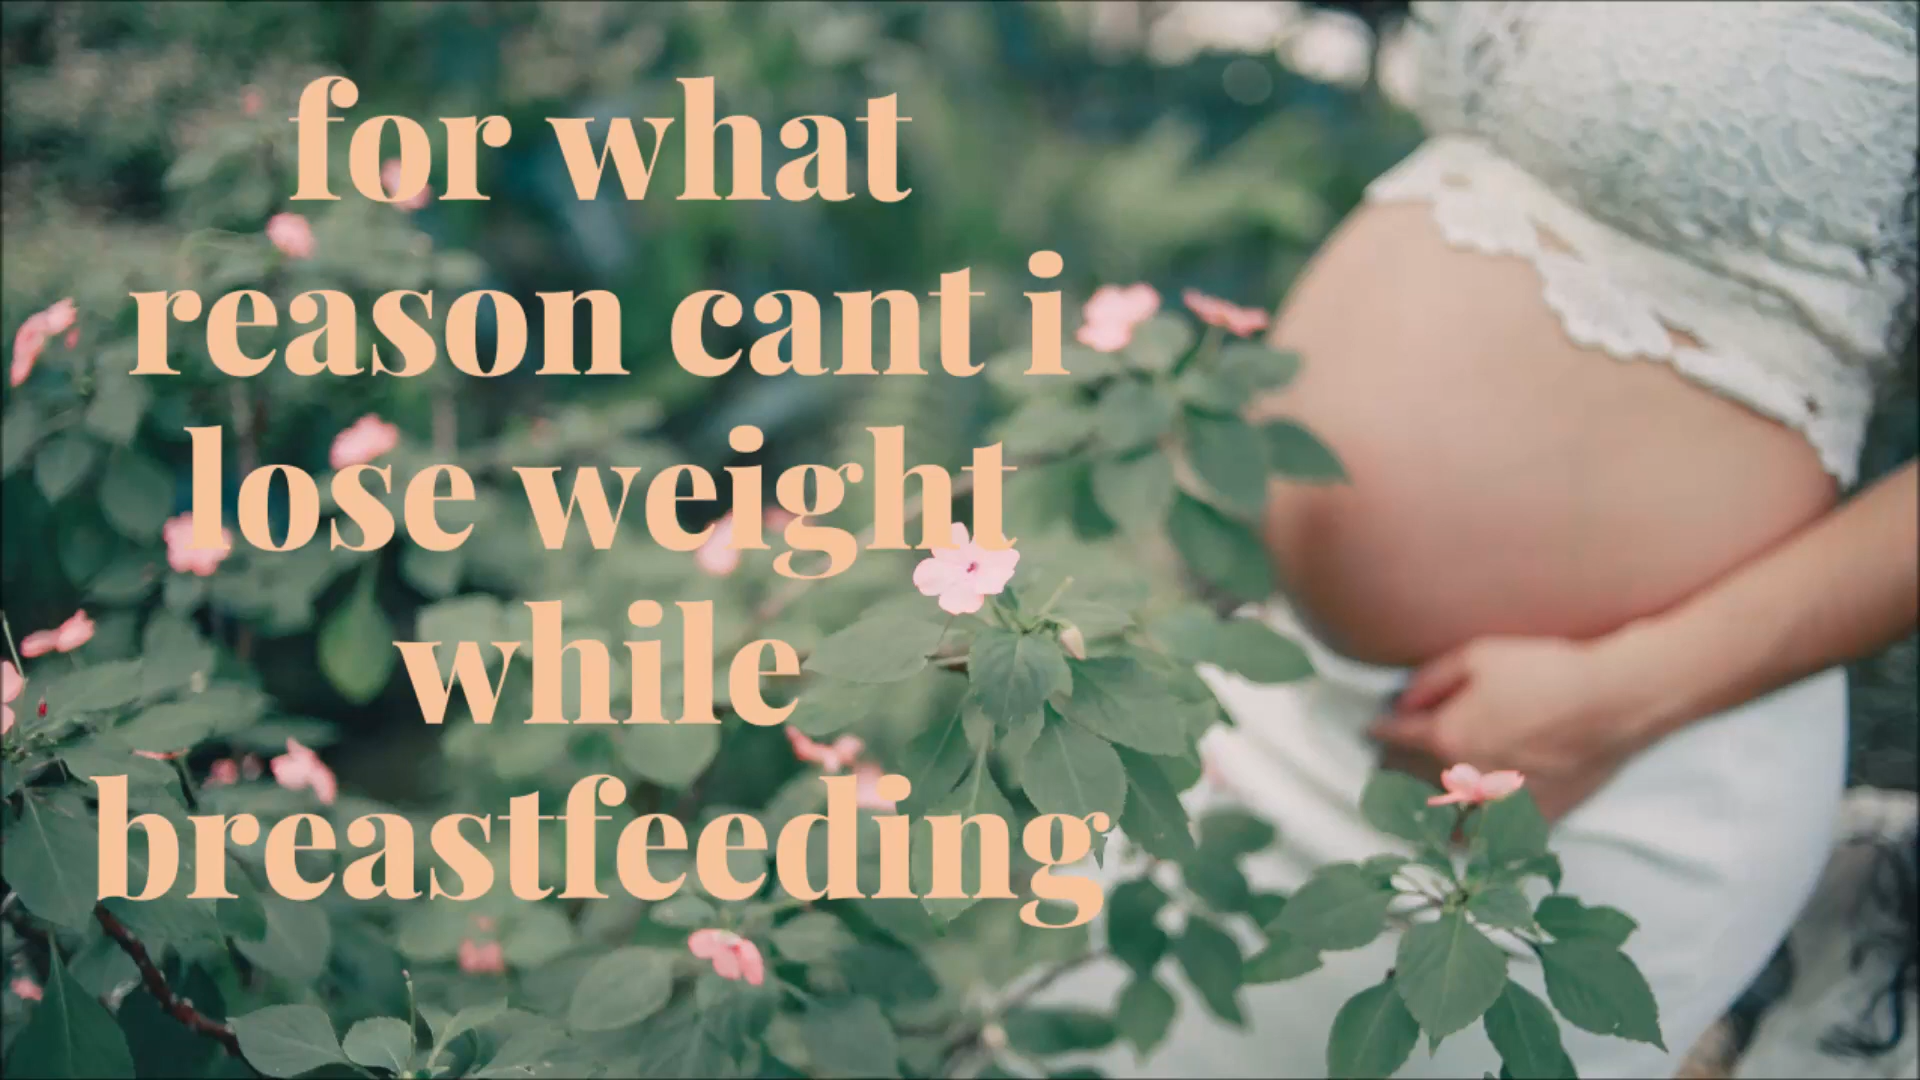 for what
reason cant i
lose weight
while
breastfeeding